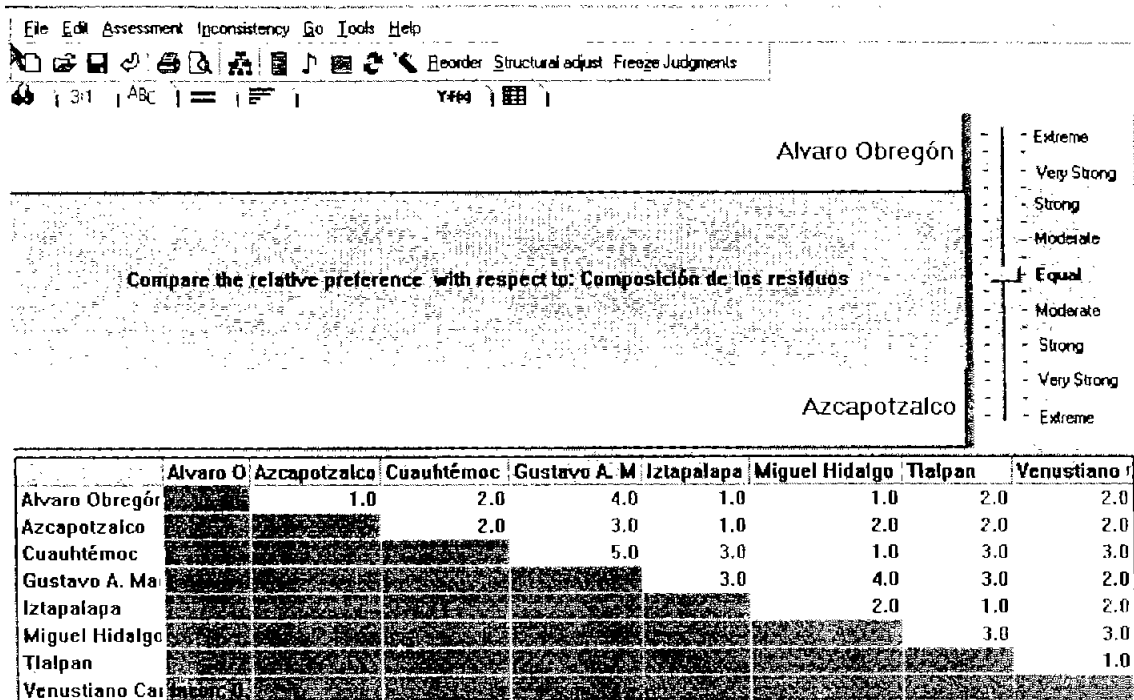 File Edit Assessment Inconsistency Go Tools Help
Reorder Structural adjust Freeze Judgments
3:1 ABC
Alvaro Obregón
Extreme
Very Strong
Strong
Moderate
Compare the relative preference with respect to: Composición de los residuos
Equal
Moderate
Strong
Very Strong
Azcapotzalco
Extreme
Alvaro O Azcapotzalco Cuauhtémoc Gustavo A. M Iztapalapa Miguel Hidalgo Tlalpan Venustiano
Alvaro Obregón 1.0 2.0 4.0 1.0 1.0 2.0 2.0
Azcapotzalco 2.0 3.0 1.0 2.0 2.0 2.0
Cuauhtémoc 5.0 3.0 1.0 3.0 3.0
Gustavo A. Ma 3.0 4.0 3.0 2.0
Iztapalapa 2.0 1.0 2.0
Miguel Hidalgo 3.0 3.0
Tlalpan 1.0
Venustiano Car